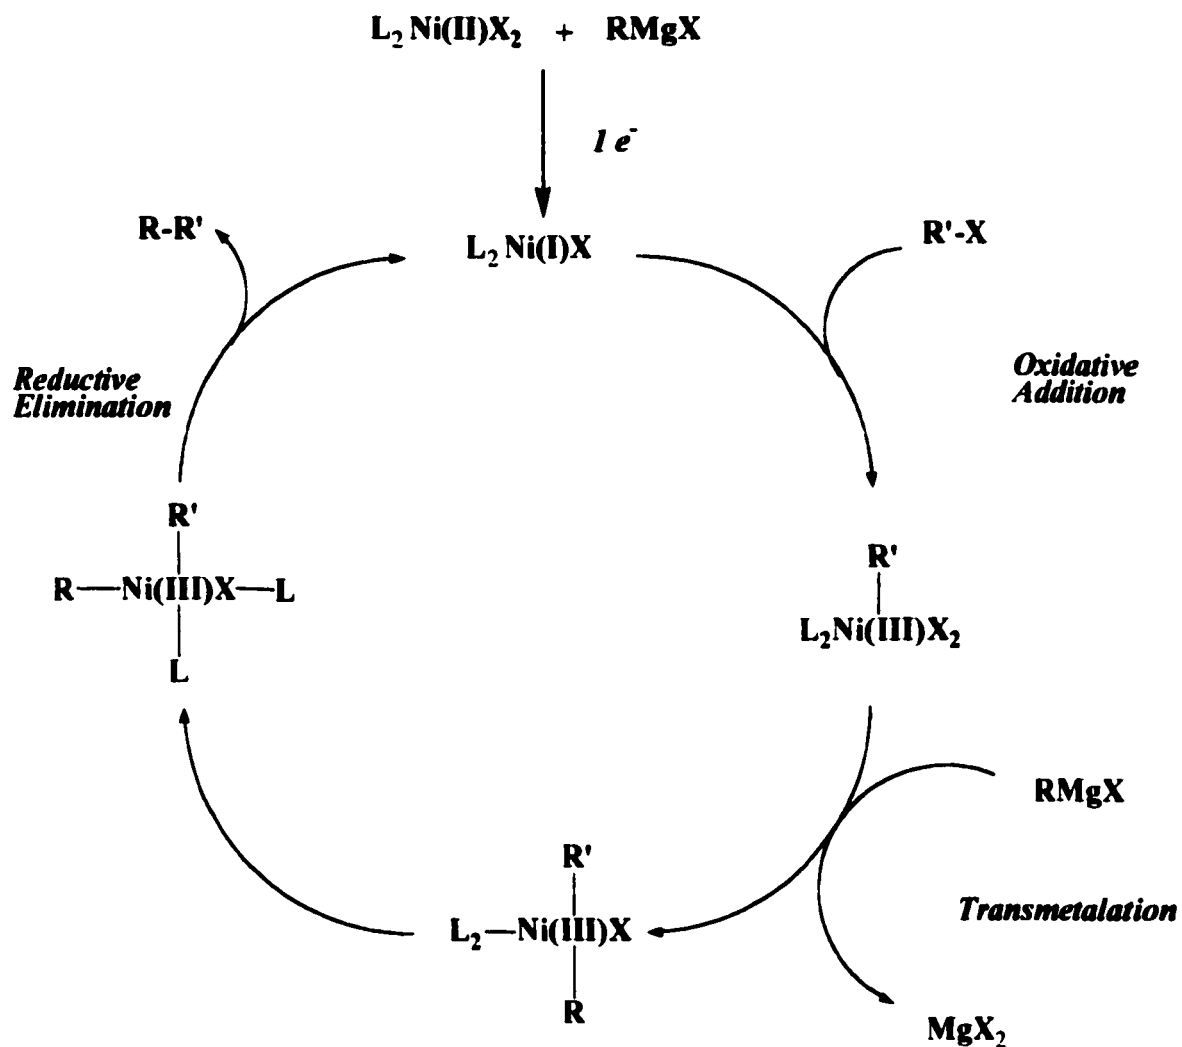 L₂Ni(II)X₂ + RMgX
1 e⁻
R-R'
L₂Ni(I)X
R'-X
Reductive
Elimination
Oxidative
Addition
R'
R—Ni(III)X—L
L
R'
L₂Ni(III)X₂
RMgX
Transmetalation
MgX₂
R'
L₂—Ni(III)X
R